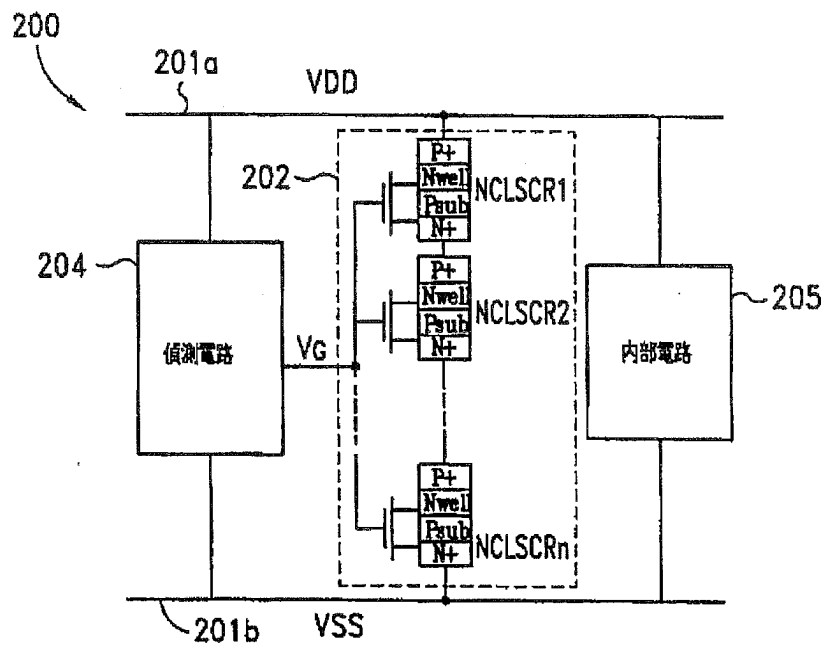 200
201a
VDD
202
P+
Nwell
Psub
N+
NCLSCR1
204
偵測電路
VG
P+
Nwell
Psub
N+
NCLSCR2
205
內部電路
P+
Nwell
Psub
N+
NCLSCRn
201b
VSS